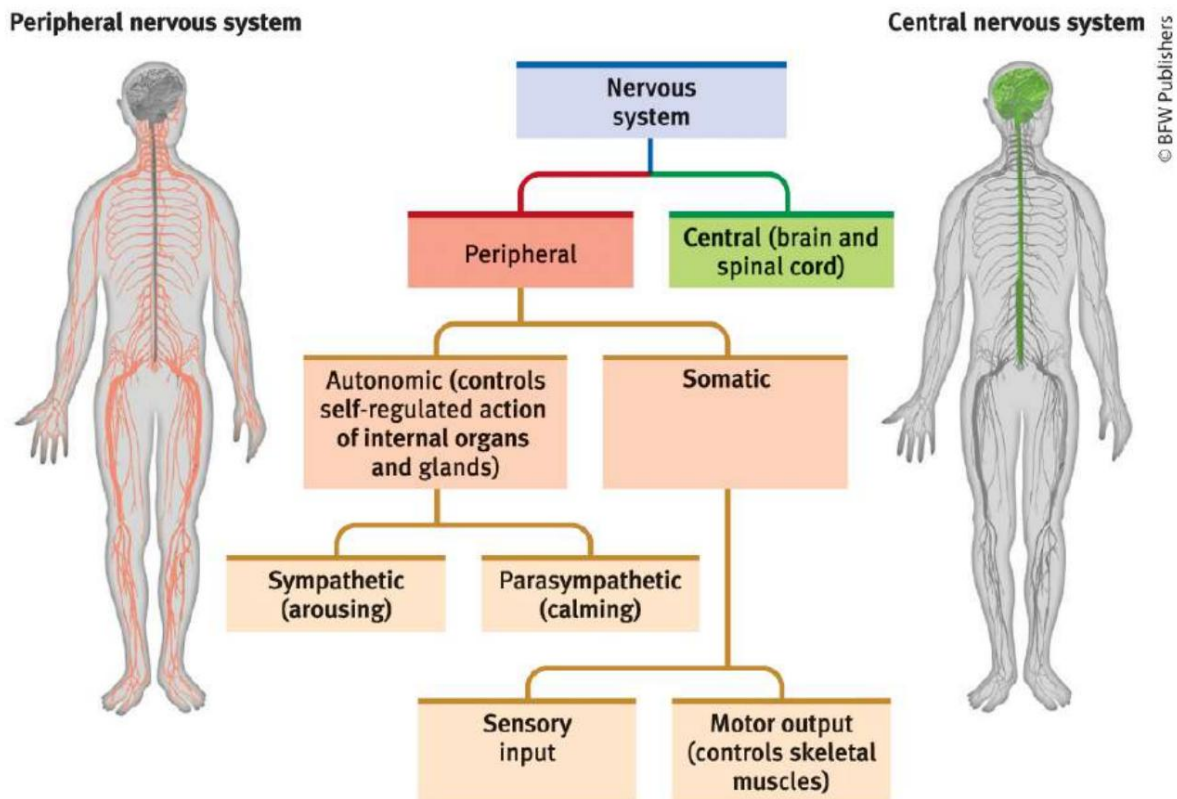 Peripheral nervous system
Central nervous system
© BFW Publishers
Nervous
system
Peripheral
Central (brain and
spinal cord)
Autonomic (controls
self-regulated action
of internal organs
and glands)
Somatic
Sympathetic
(arousing)
Parasympathetic
(calming)
Sensory
input
Motor output
(controls skeletal
muscles)